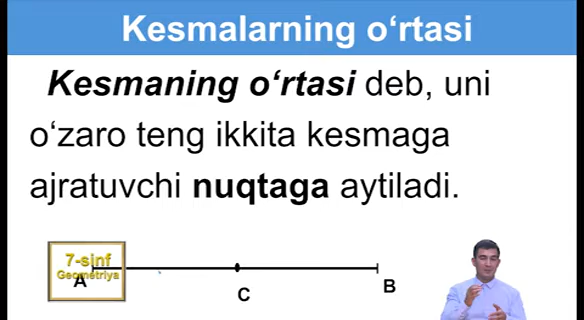 Kesmalarning o‘rtasi
Kesmaning o‘rtasi deb, uni
o‘zaro teng ikkita kesmaga
ajratuvchi nuqtaga aytiladi.
7-sinf
Geometriya
A
C
B